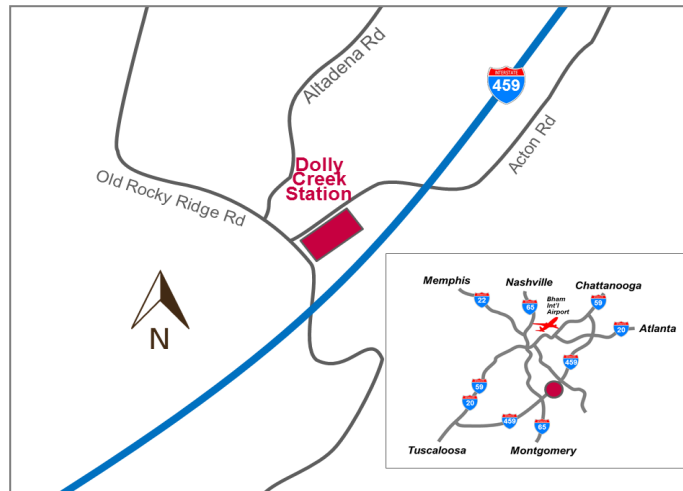 Altadena Rd
INTERSTATE
459
Acton Rd
Dolly
Creek
Station
Old Rocky Ridge Rd
N
Memphis
Nashville
Chattanooga
Bham
Int'l
Airport
22
65
59
20
Atlanta
459
59
20
459
65
Tuscaloosa
Montgomery